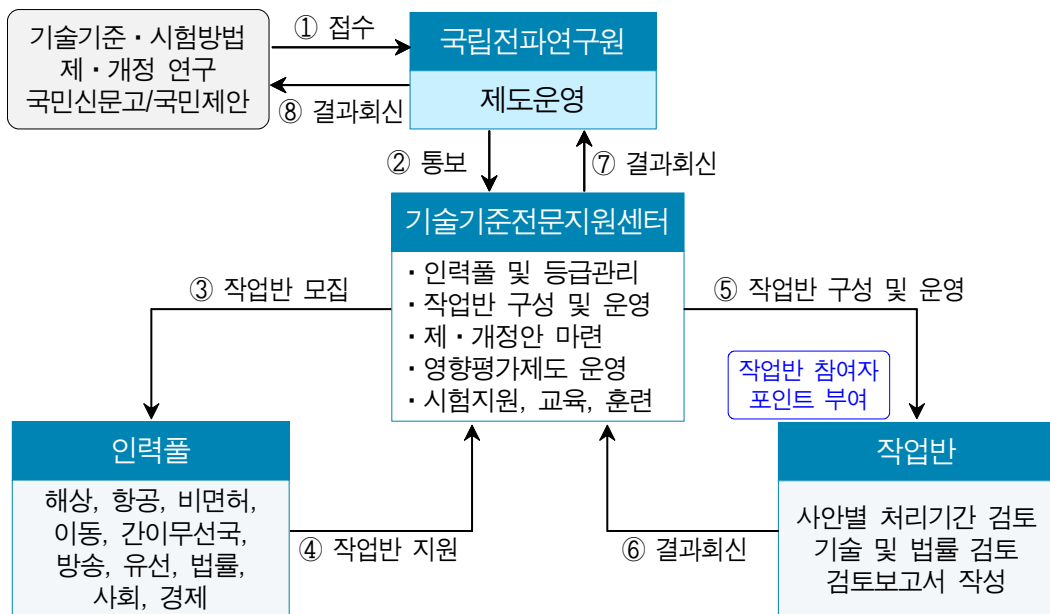 기술기준・시험방법
제・개정 연구
국민신문고/국민제안
① 접수
⑧ 결과회신
국립전파연구원
제도운영
② 통보
⑦ 결과회신
기술기준전문지원센터
・인력풀 및 등급관리
・작업반 구성 및 운영
・제・개정안 마련
・영향평가제도 운영
・시험지원, 교육, 훈련
③ 작업반 모집
⑤ 작업반 구성 및 운영
작업반 참여자
포인트 부여
인력풀
해상, 항공, 비면허,
이동, 간이무선국,
방송, 유선, 법률,
사회, 경제
④ 작업반 지원
⑥ 결과회신
작업반
사안별 처리기간 검토
기술 및 법률 검토
검토보고서 작성